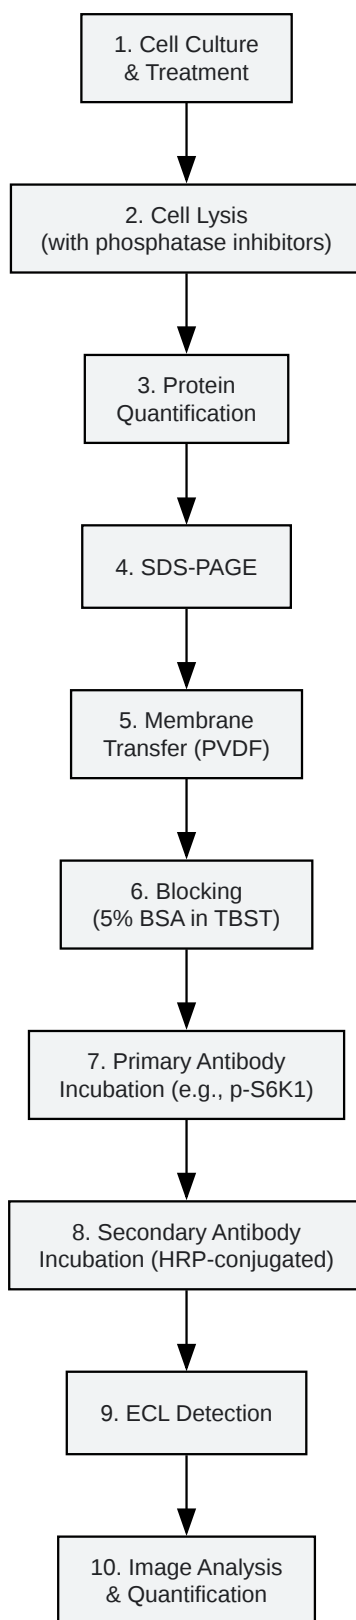 1. Cell Culture
& Treatment
2. Cell Lysis
(with phosphatase inhibitors)
3. Protein
Quantification
4. SDS-PAGE
5. Membrane
Transfer (PVDF)
6. Blocking
(5% BSA in TBST)
7. Primary Antibody
Incubation (e.g., p-S6K1)
8. Secondary Antibody
Incubation (HRP-conjugated)
9. ECL Detection
10. Image Analysis
& Quantification